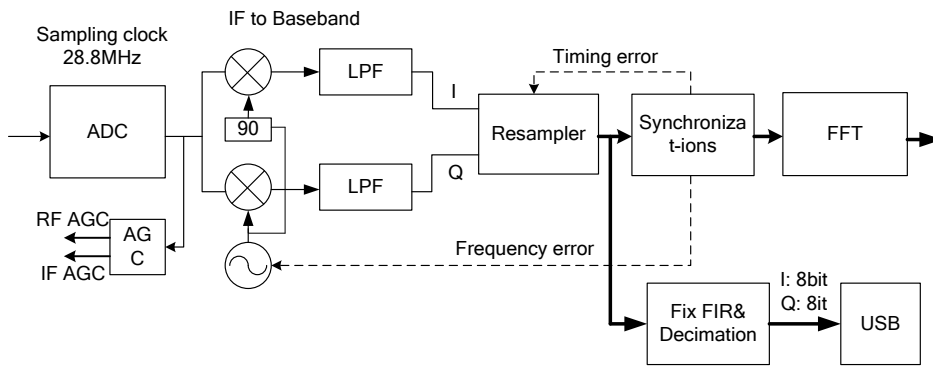 IF to Baseband
Sampling clock
28.8MHz
LPF
Timing error
I
ADC
90
Resampler
Synchroniza
t-ions
FFT
LPF
Q
RF AGC
AG
C
IF AGC
Frequency error
I: 8bit
Q: 8it
Fix FIR&
Decimation
USB